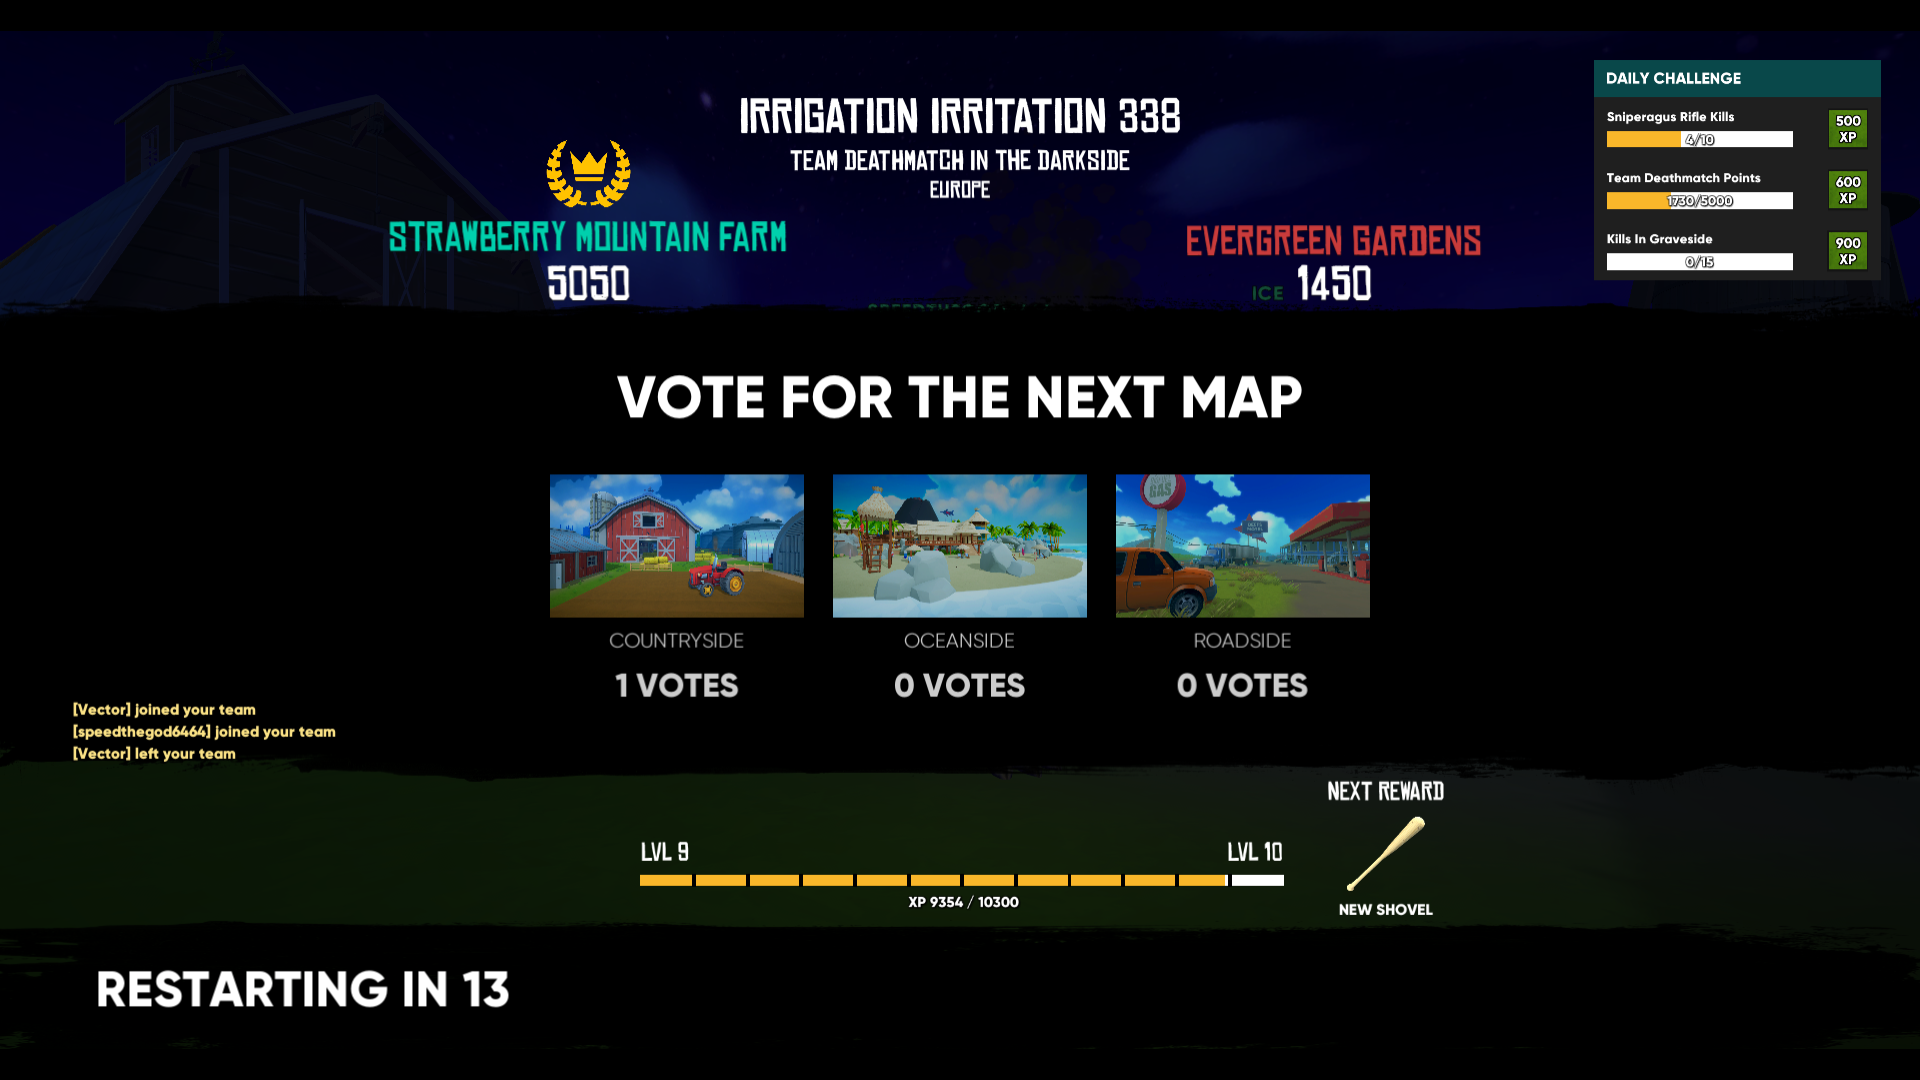 IRRIGATION IRRITATION 338
TEAM DEATHMATCH IN THE DARKSIDE
EUROPE
STRAWBERRY MOUNTAIN FARM
5050
EVERGREEN GARDENS
ICE 1450
DAILY CHALLENGE
Sniperagus Rifle Kills
4/10
500 XP
Team Deathmatch Points
1730/5000
600 XP
Kills In Graveside
0/15
900 XP
VOTE FOR THE NEXT MAP
GAS
COUNTRYSIDE
OCEANSIDE
ROADSIDE
1 VOTES
0 VOTES
0 VOTES
[Vector] joined your team
[speedthegod6464] joined your team
[Vector] left your team
NEXT REWARD
LVL 9
LVL 10
XP 9354 / 10300
NEW SHOVEL
RESTARTING IN 13